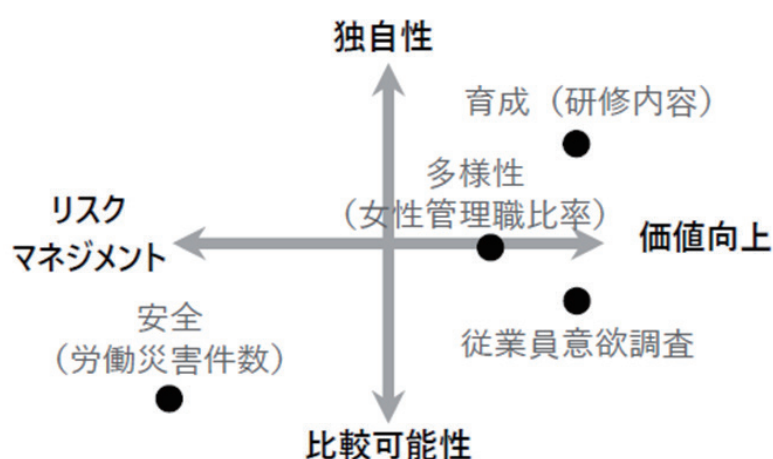 独自性
育成（研修内容）
多様性
（女性管理職比率）
リスク
マネジメント
価値向上
安全
（労働災害件数）
従業員意欲調査
比較可能性